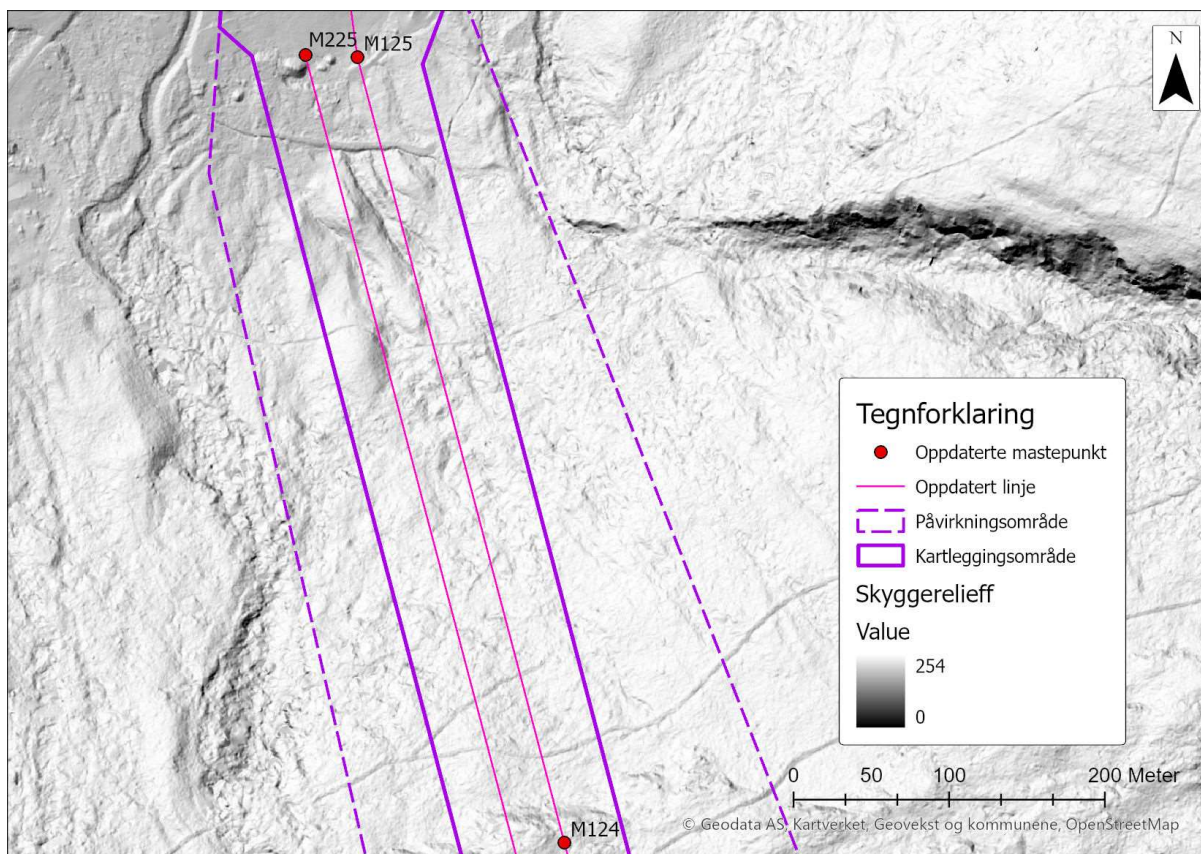 N
M225
M125
Tegnforklaring
Oppdaterte mastepunkt
Oppdatert linje
Påvirkningsområde
Kartleggingsområde
Skyggerelieff
Value
254
0
0 50 100 200 Meter
M124
© Geodata AS, Kartverket, Geovekst og kommunene, OpenStreetMap